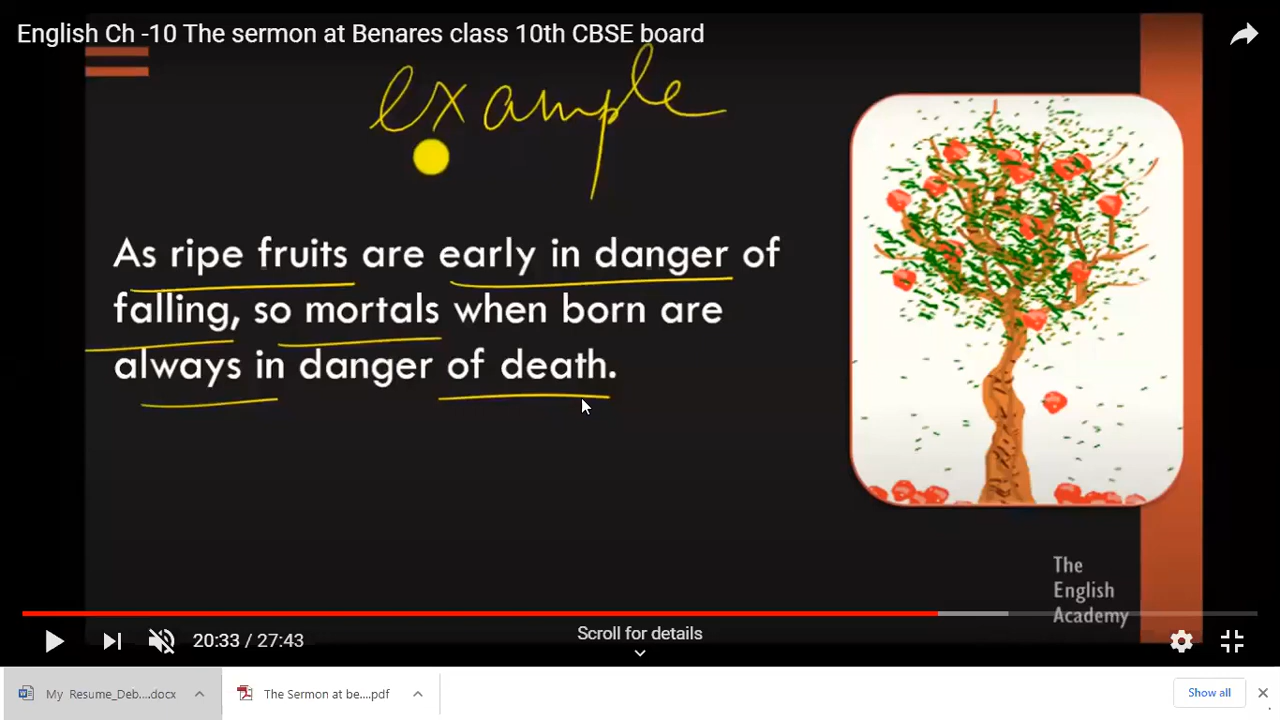 English Ch -10 The sermon at Benares class 10th CBSE board
example
As ripe fruits are early in danger of
falling, so mortals when born are
always in danger of death.
The
English
Academy
20:33 / 27:43
Scroll for details
My Resume_Deb....docx
The Sermon at be....pdf
Show all